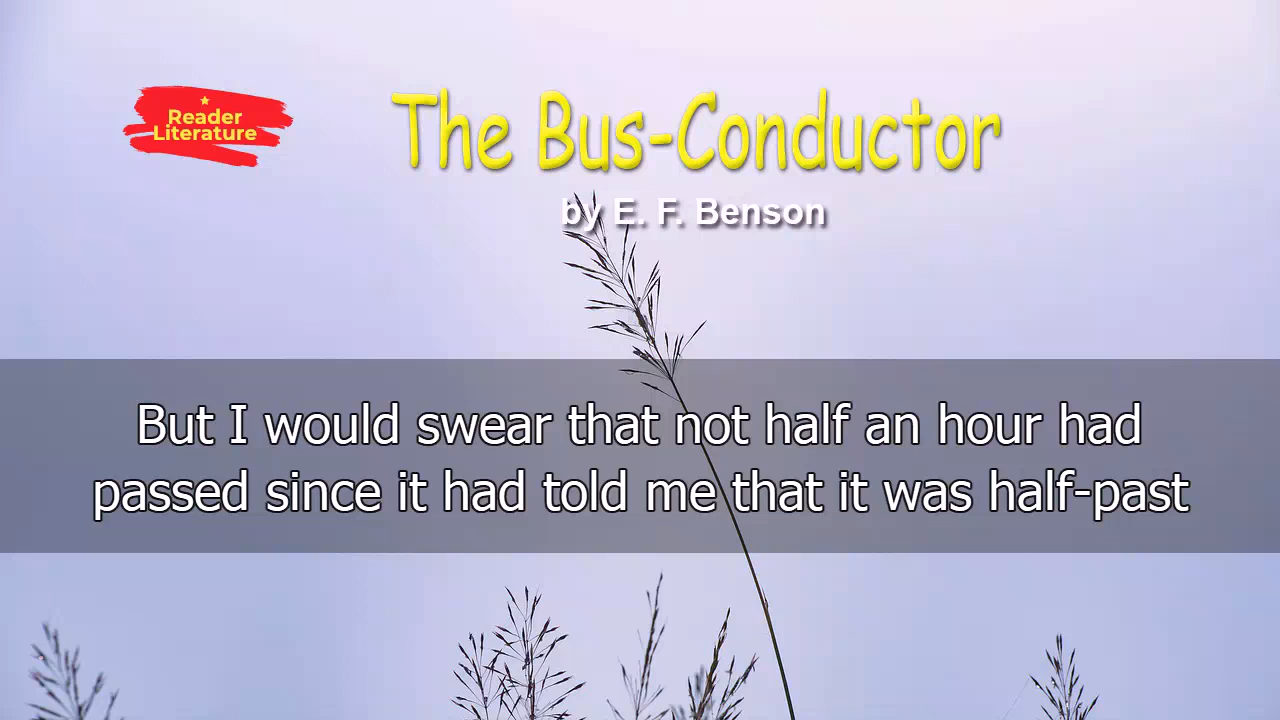 Reader
Literature
The Bus-Conductor
by E. F. Benson
But I would swear that not half an hour had
passed since it had told me that it was half-past